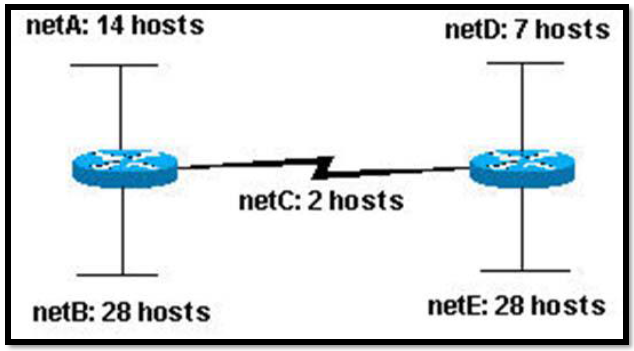 netA: 14 hosts
netD: 7 hosts
netC: 2 hosts
netB: 28 hosts
netE: 28 hosts